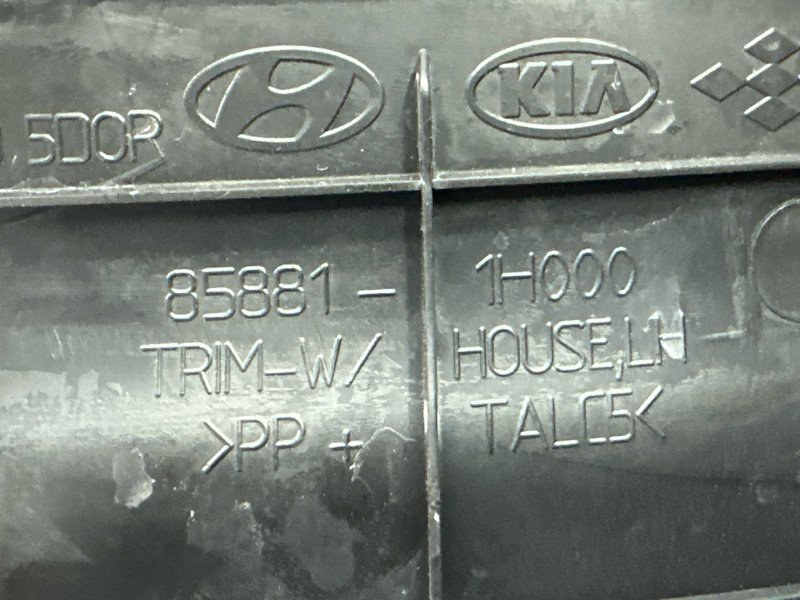 5DOR
KIA
85881-1H000
TRIM-W/HOUSE,LH
>PP+TALC5<